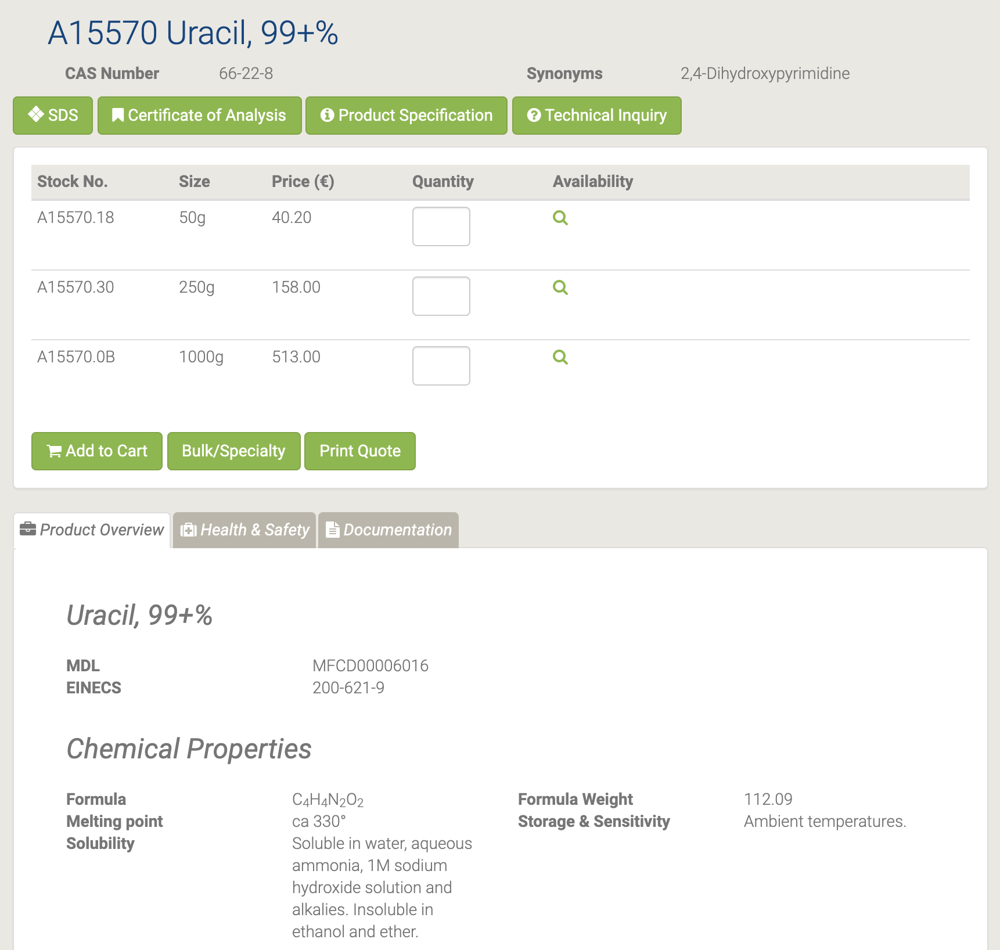 A15570 Uracil, 99+%
CAS Number 66-22-8 Synonyms 2,4-Dihydroxypyrimidine
SDS Certificate of Analysis Product Specification Technical Inquiry
Stock No. Size Price (€) Quantity Availability
A15570.18 50g 40.20
A15570.30 250g 158.00
A15570.0B 1000g 513.00
Add to Cart Bulk/Specialty Print Quote
Product Overview Health & Safety Documentation
Uracil, 99+%
MDL MFCD00006016
EINECS 200-621-9
Chemical Properties
Formula C₄H₄N₂O₂ Formula Weight 112.09
Melting point ca 330° Storage & Sensitivity Ambient temperatures.
Solubility Soluble in water, aqueous
ammonia, 1M sodium
hydroxide solution and
alkalies. Insoluble in
ethanol and ether.